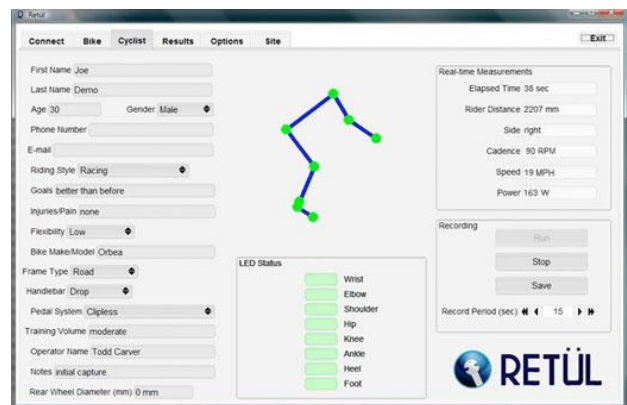 Retül
Connect Bike Cyclist Results Options Site Exit
First Name Joe
Last Name Demo
Age 30 Gender Male
Phone Number
E-mail
Riding Style Racing
Goals better than before
Injuries/Pain none
Flexibility Low
Bike Make/Model Orbea
Frame Type Road
Handlebar Drop
Pedal System Clipless
Training Volume moderate
Operator Name Todd Carver
Notes initial capture
Rear Wheel Diameter (mm) 0 mm
LED Status
Wrist
Elbow
Shoulder
Hip
Knee
Ankle
Heel
Foot
Real-time Measurements
Elapsed Time 38 sec
Rider Distance 2207 mm
Side right
Cadence 90 RPM
Speed 19 MPH
Power 163 W
Recording
Run
Stop
Save
Record Period (sec) 15
RETÜL